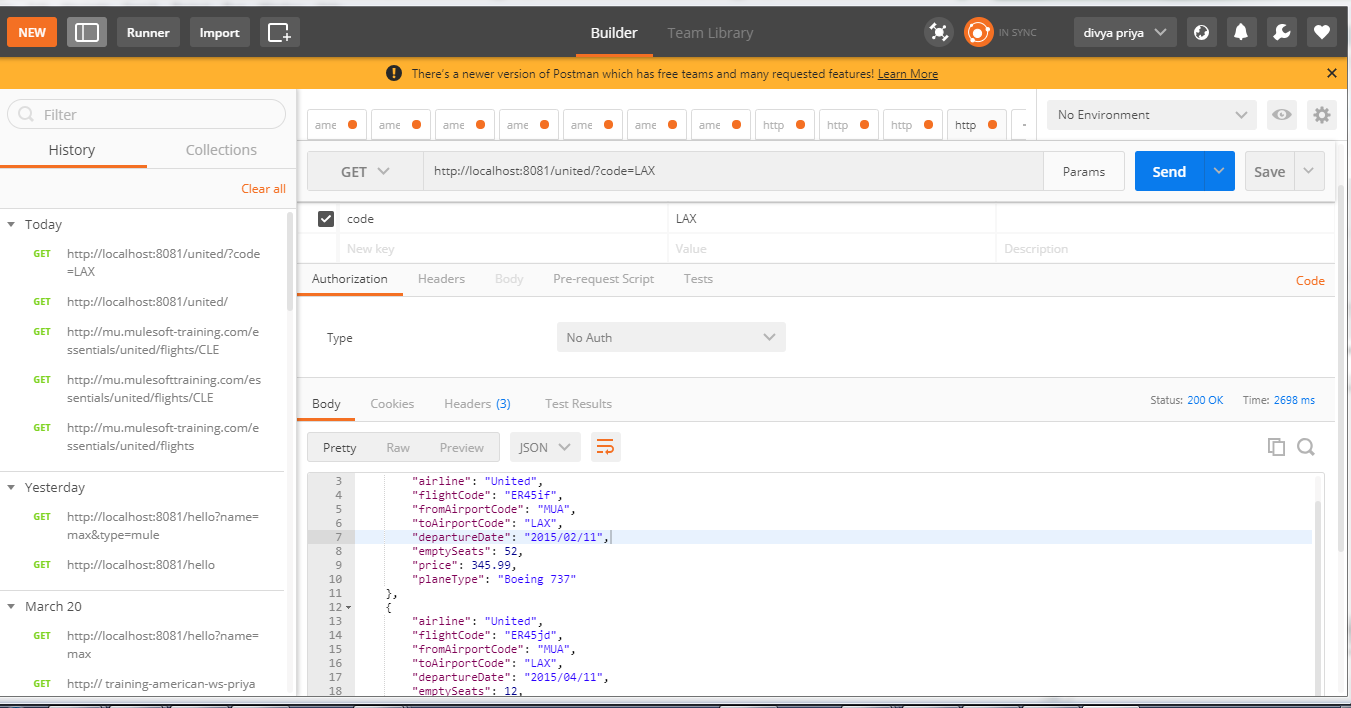 NEW Runner Import Builder Team Library IN SYNC divya priya
There's a newer version of Postman which has free teams and many requested features! Learn More
Filter
History Collections
Clear all
Today
GET http://localhost:8081/united/?code
=LAX
GET http://localhost:8081/united/
GET http://mu.mulesoft-training.com/e
ssentials/united/flights/CLE
GET http://mu.mulesofttraining.com/es
sentials/united/flights/CLE
GET http://mu.mulesoft-training.com/e
ssentials/united/flights
Yesterday
GET http://localhost:8081/hello?name=
max&type=mule
GET http://localhost:8081/hello
March 20
GET http://localhost:8081/hello?name=
max
GET http:// training-american-ws-priya
ame ame ame ame ame ame ame http http http http No Environment
GET http://localhost:8081/united/?code=LAX Params Send Save
code LAX
New key Value Description
Authorization Headers Body Pre-request Script Tests Code
Type No Auth
Body Cookies Headers (3) Test Results Status: 200 OK Time: 2698 ms
Pretty Raw Preview JSON
3 "airline": "United",
4 "flightCode": "ER45if",
5 "fromAirportCode": "MUA",
6 "toAirportCode": "LAX",
7 "departureDate": "2015/02/11",
8 "emptySeats": 52,
9 "price": 345.99,
10 "planeType": "Boeing 737"
11 },
12 {
13 "airline": "United",
14 "flightCode": "ER45jd",
15 "fromAirportCode": "MUA",
16 "toAirportCode": "LAX",
17 "departureDate": "2015/04/11",
18 "emptySeats": 12,